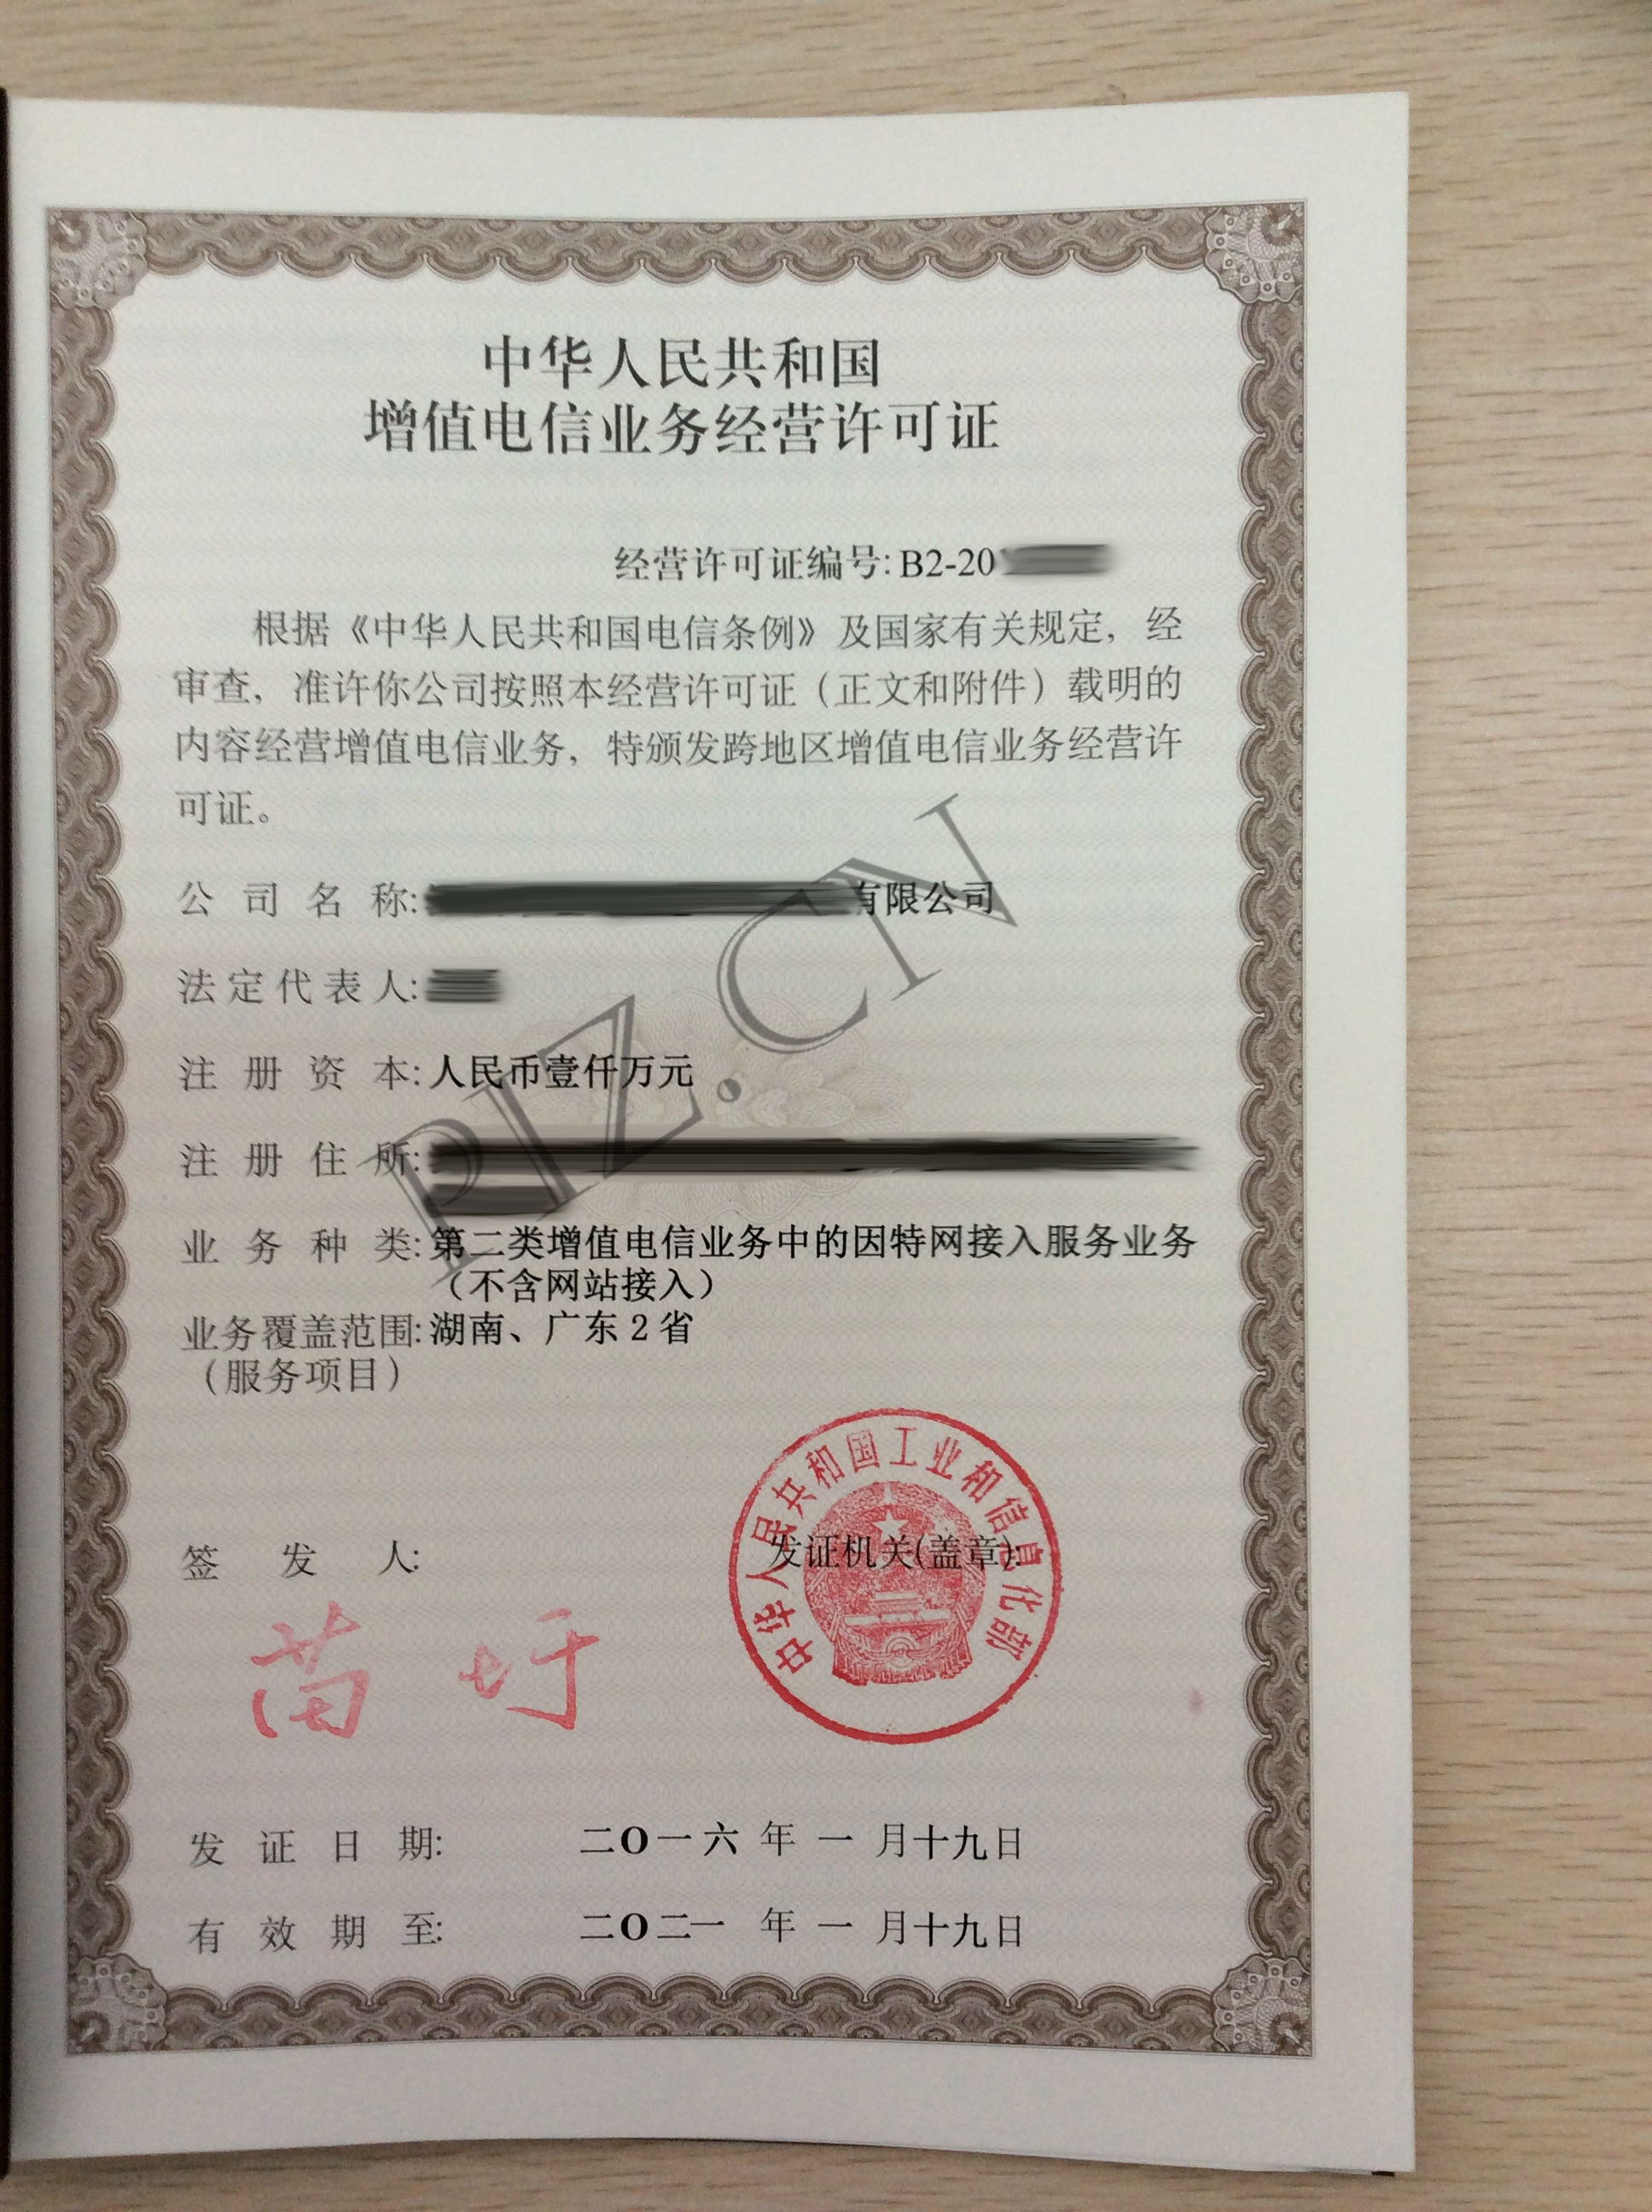 中华人民共和国
增值电信业务经营许可证
经营许可证编号: B2-20
根据《中华人民共和国电信条例》及国家有关规定，经
审查，准许你公司按照本经营许可证（正文和附件）载明的
内容经营增值电信业务，特颁发跨地区增值电信业务经营许
可证。
公司名称: 有限公司
法定代表人:
注册资本: 人民币壹仟万元
注册住所:
业务种类: 第二类增值电信业务中的因特网接入服务业务
（不含网站接入）
业务覆盖范围: 湖南、广东2省
（服务项目）
签发人:
发证机关(盖章):
中华人民共和国工业和信息化部
苗圩
发证日期: 二O一六年一月十九日
有效期至: 二O二一年一月十九日
PIZ.CN